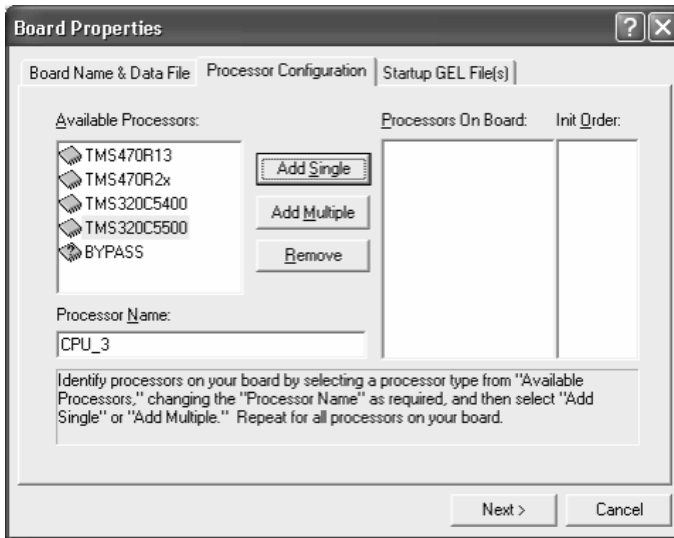 Board Properties
Board Name & Data File
Processor Configuration
Startup GEL File(s)
Available Processors:
Processors On Board:
Init Order:
TMS470R13
TMS470R2x
TMS320C5400
TMS320C5500
BYPASS
Add Single
Add Multiple
Remove
Processor Name:
CPU_3
Identify processors on your board by selecting a processor type from "Available
Processors," changing the "Processor Name" as required, and then select "Add
Single" or "Add Multiple." Repeat for all processors on your board.
Next >
Cancel